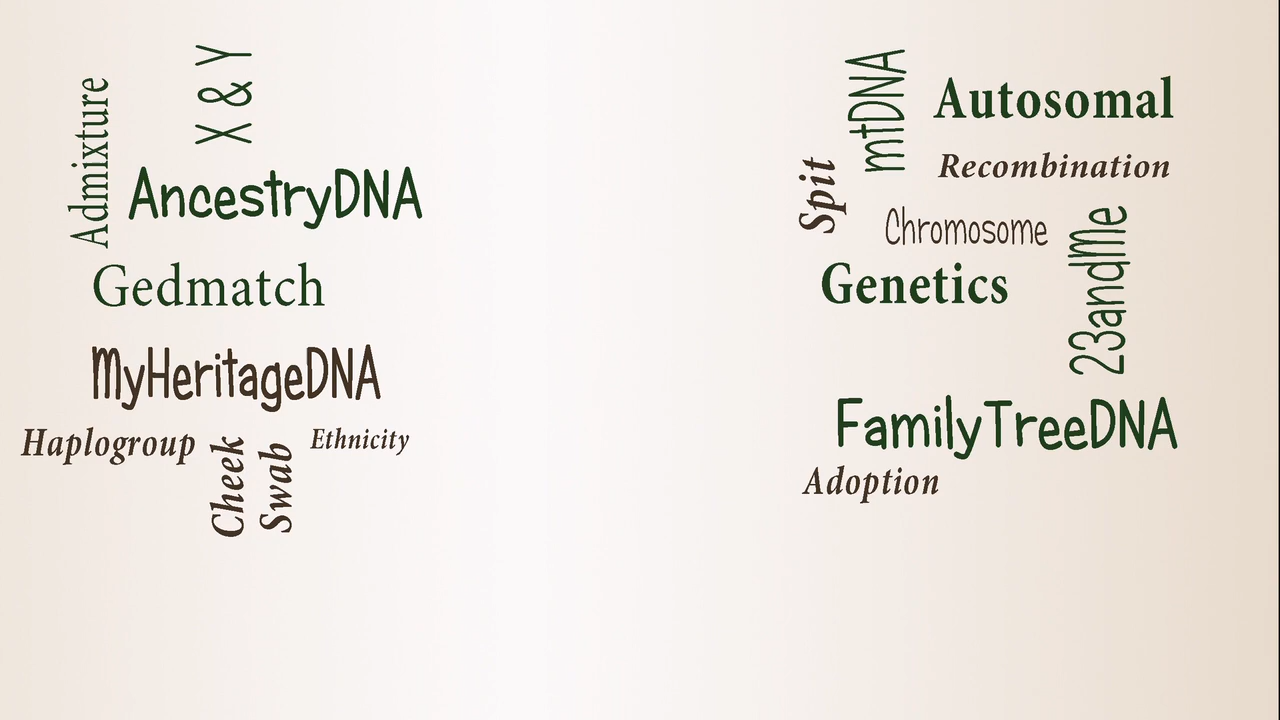 Admixture
X & Y
AncestryDNA
Gedmatch
MyHeritageDNA
Haplogroup
Cheek
Swab
Ethnicity
mtDNA
Autosomal
Spit
Recombination
Chromosome
Genetics
23andMe
FamilyTreeDNA
Adoption